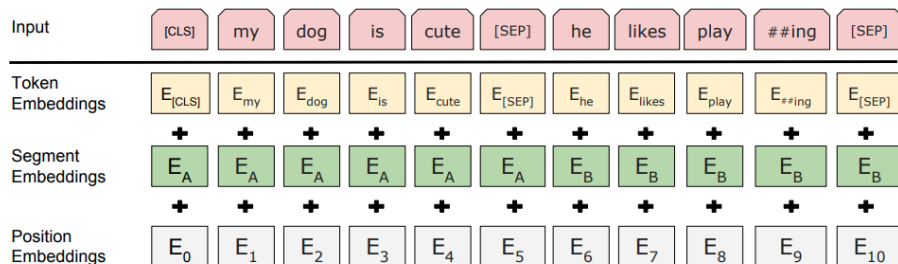 Input [CLS] my dog is cute [SEP] he likes play ##ing [SEP]
Token
Embeddings E[CLS] Emy Edog Eis Ecute E[SEP] Ehe Elikes Eplay E##ing E[SEP]
+ + + + + + + + + + +
Segment
Embeddings EA EA EA EA EA EA EB EB EB EB EB
+ + + + + + + + + + +
Position
Embeddings E0 E1 E2 E3 E4 E5 E6 E7 E8 E9 E10